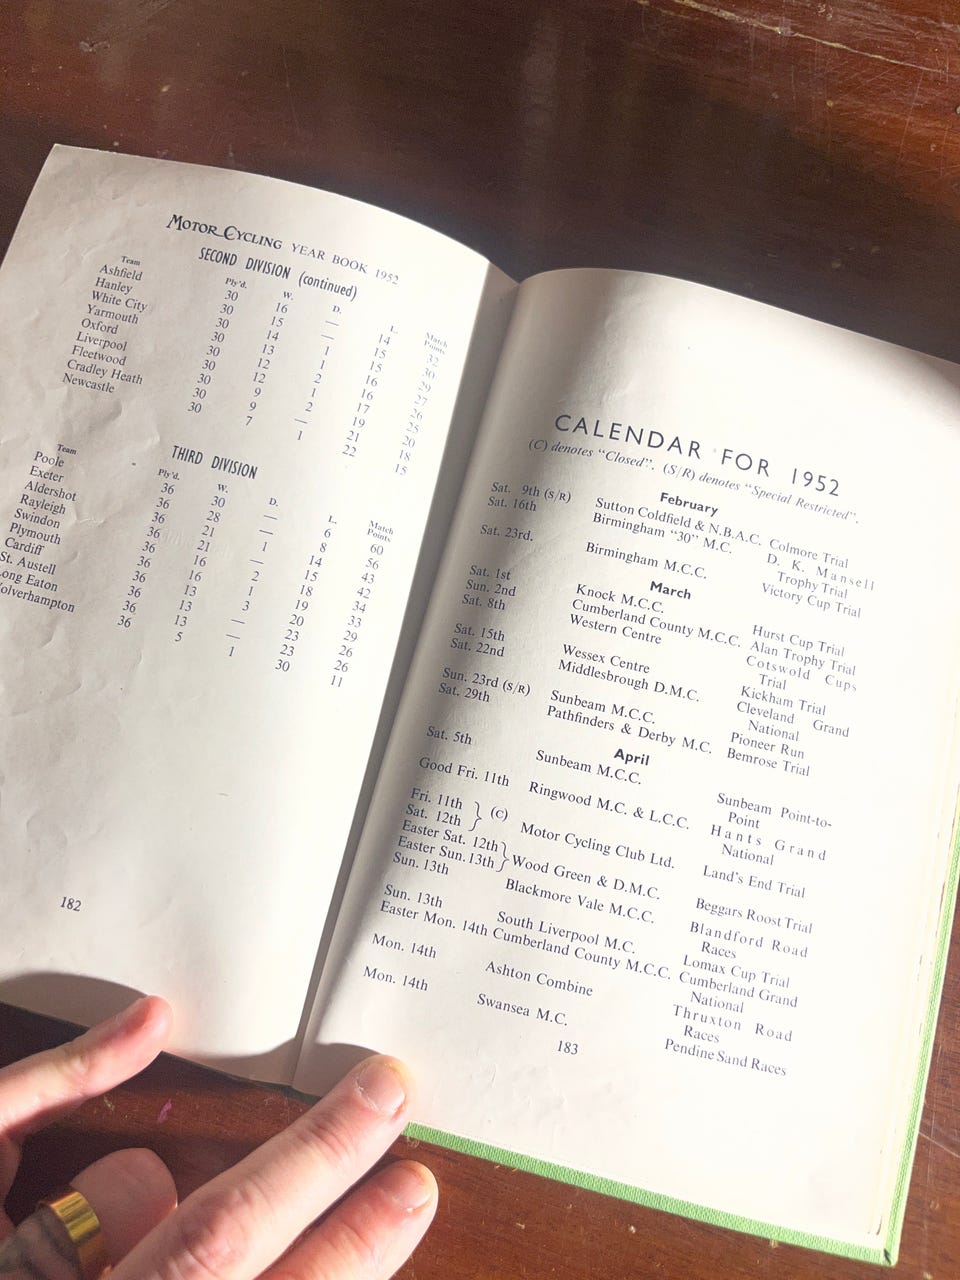 MOTOR CYCLING YEAR BOOK 1952
SECOND DIVISION (continued)
Team Ply'd. W. D. L. Match Points
Ashfield 30 16 — 14 32
Hanley 30 15 — 15 30
White City 30 14 1 15 29
Yarmouth 30 13 1 16 27
Oxford 30 12 2 16 26
Liverpool 30 12 1 17 25
Fleetwood 30 9 2 19 20
Cradley Heath 30 9 — 21 18
Newcastle 30 7 1 22 15
THIRD DIVISION
Team Ply'd. W. D. L. Match Points
Poole 36 30 — 6 60
Exeter 36 28 — 8 56
Aldershot 36 21 1 14 43
Rayleigh 36 21 — 15 42
Swindon 36 16 2 18 34
Plymouth 36 16 1 19 33
Cardiff 36 13 3 20 29
St. Austell 36 13 — 23 26
ong Eaton 36 13 — 23 26
olverhampton 36 5 1 30 11
182
CALENDAR FOR 1952
(C) denotes "Closed". (S/R) denotes "Special Restricted".
February
Sat. 9th (S/R) Sutton Coldfield & N.B.A.C. Colmore Trial
Sat. 16th Birmingham "30" M.C. D. K. Mansell
Trophy Trial
Sat. 23rd. Birmingham M.C.C. Victory Cup Trial
March
Sat. 1st Knock M.C.C. Hurst Cup Trial
Sun. 2nd Cumberland County M.C.C. Alan Trophy Trial
Sat. 8th Western Centre Cotswold Cups
Trial
Sat. 15th Wessex Centre Kickham Trial
Sat. 22nd Middlesbrough D.M.C. Cleveland Grand
National
Sun. 23rd (S/R) Sunbeam M.C.C. Pioneer Run
Sat. 29th Pathfinders & Derby M.C. Bemrose Trial
April
Sat. 5th Sunbeam M.C.C. Sunbeam Point-to-
Point
Good Fri. 11th Ringwood M.C. & L.C.C. Hants Grand
National
Fri. 11th
Sat. 12th } (C) Motor Cycling Club Ltd. Land's End Trial
Easter Sat. 12th
Easter Sun. 13th } Wood Green & D.M.C. Beggars Roost Trial
Sun. 13th Blackmore Vale M.C.C. Blandford Road
Races
Sun. 13th South Liverpool M.C. Lomax Cup Trial
Easter Mon. 14th Cumberland County M.C.C. Cumberland Grand
National
Mon. 14th Ashton Combine Thruxton Road
Races
Mon. 14th Swansea M.C. Pendine Sand Races
183